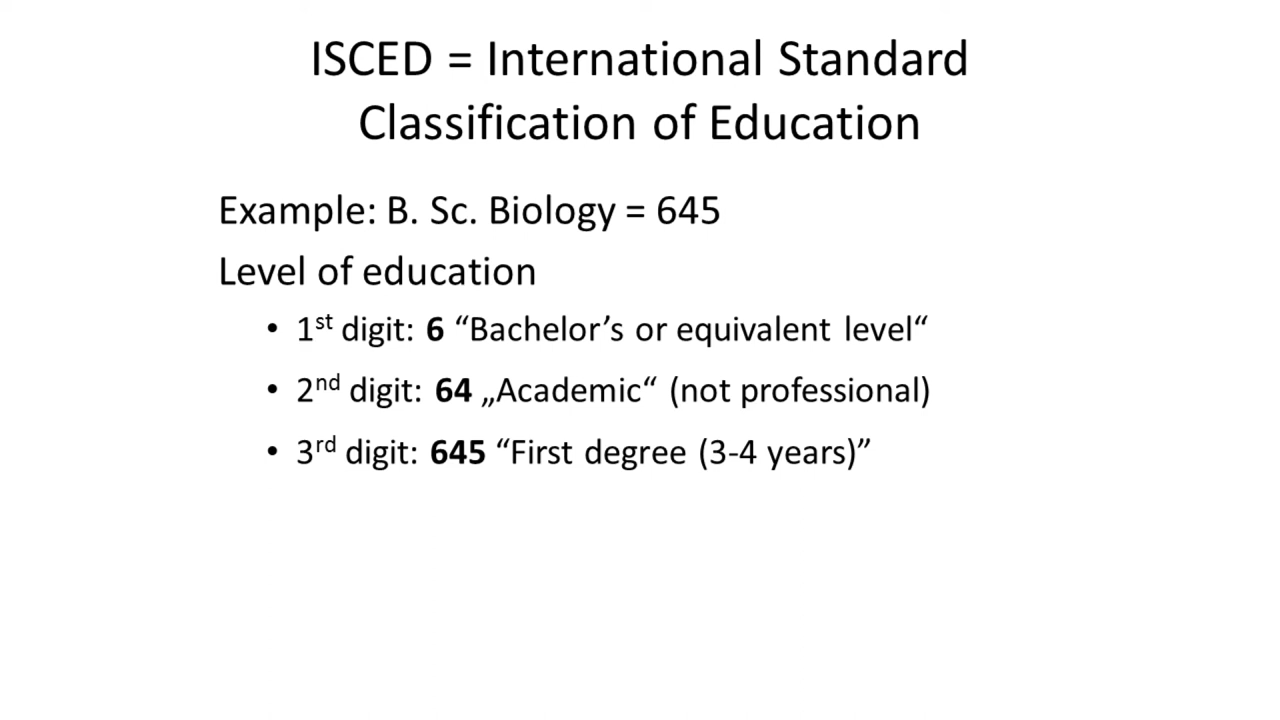 ISCED = International Standard
Classification of Education
Example: B. Sc. Biology = 645
Level of education
• 1st digit: 6 “Bachelor’s or equivalent level“
• 2nd digit: 64 „Academic“ (not professional)
• 3rd digit: 645 “First degree (3-4 years)”